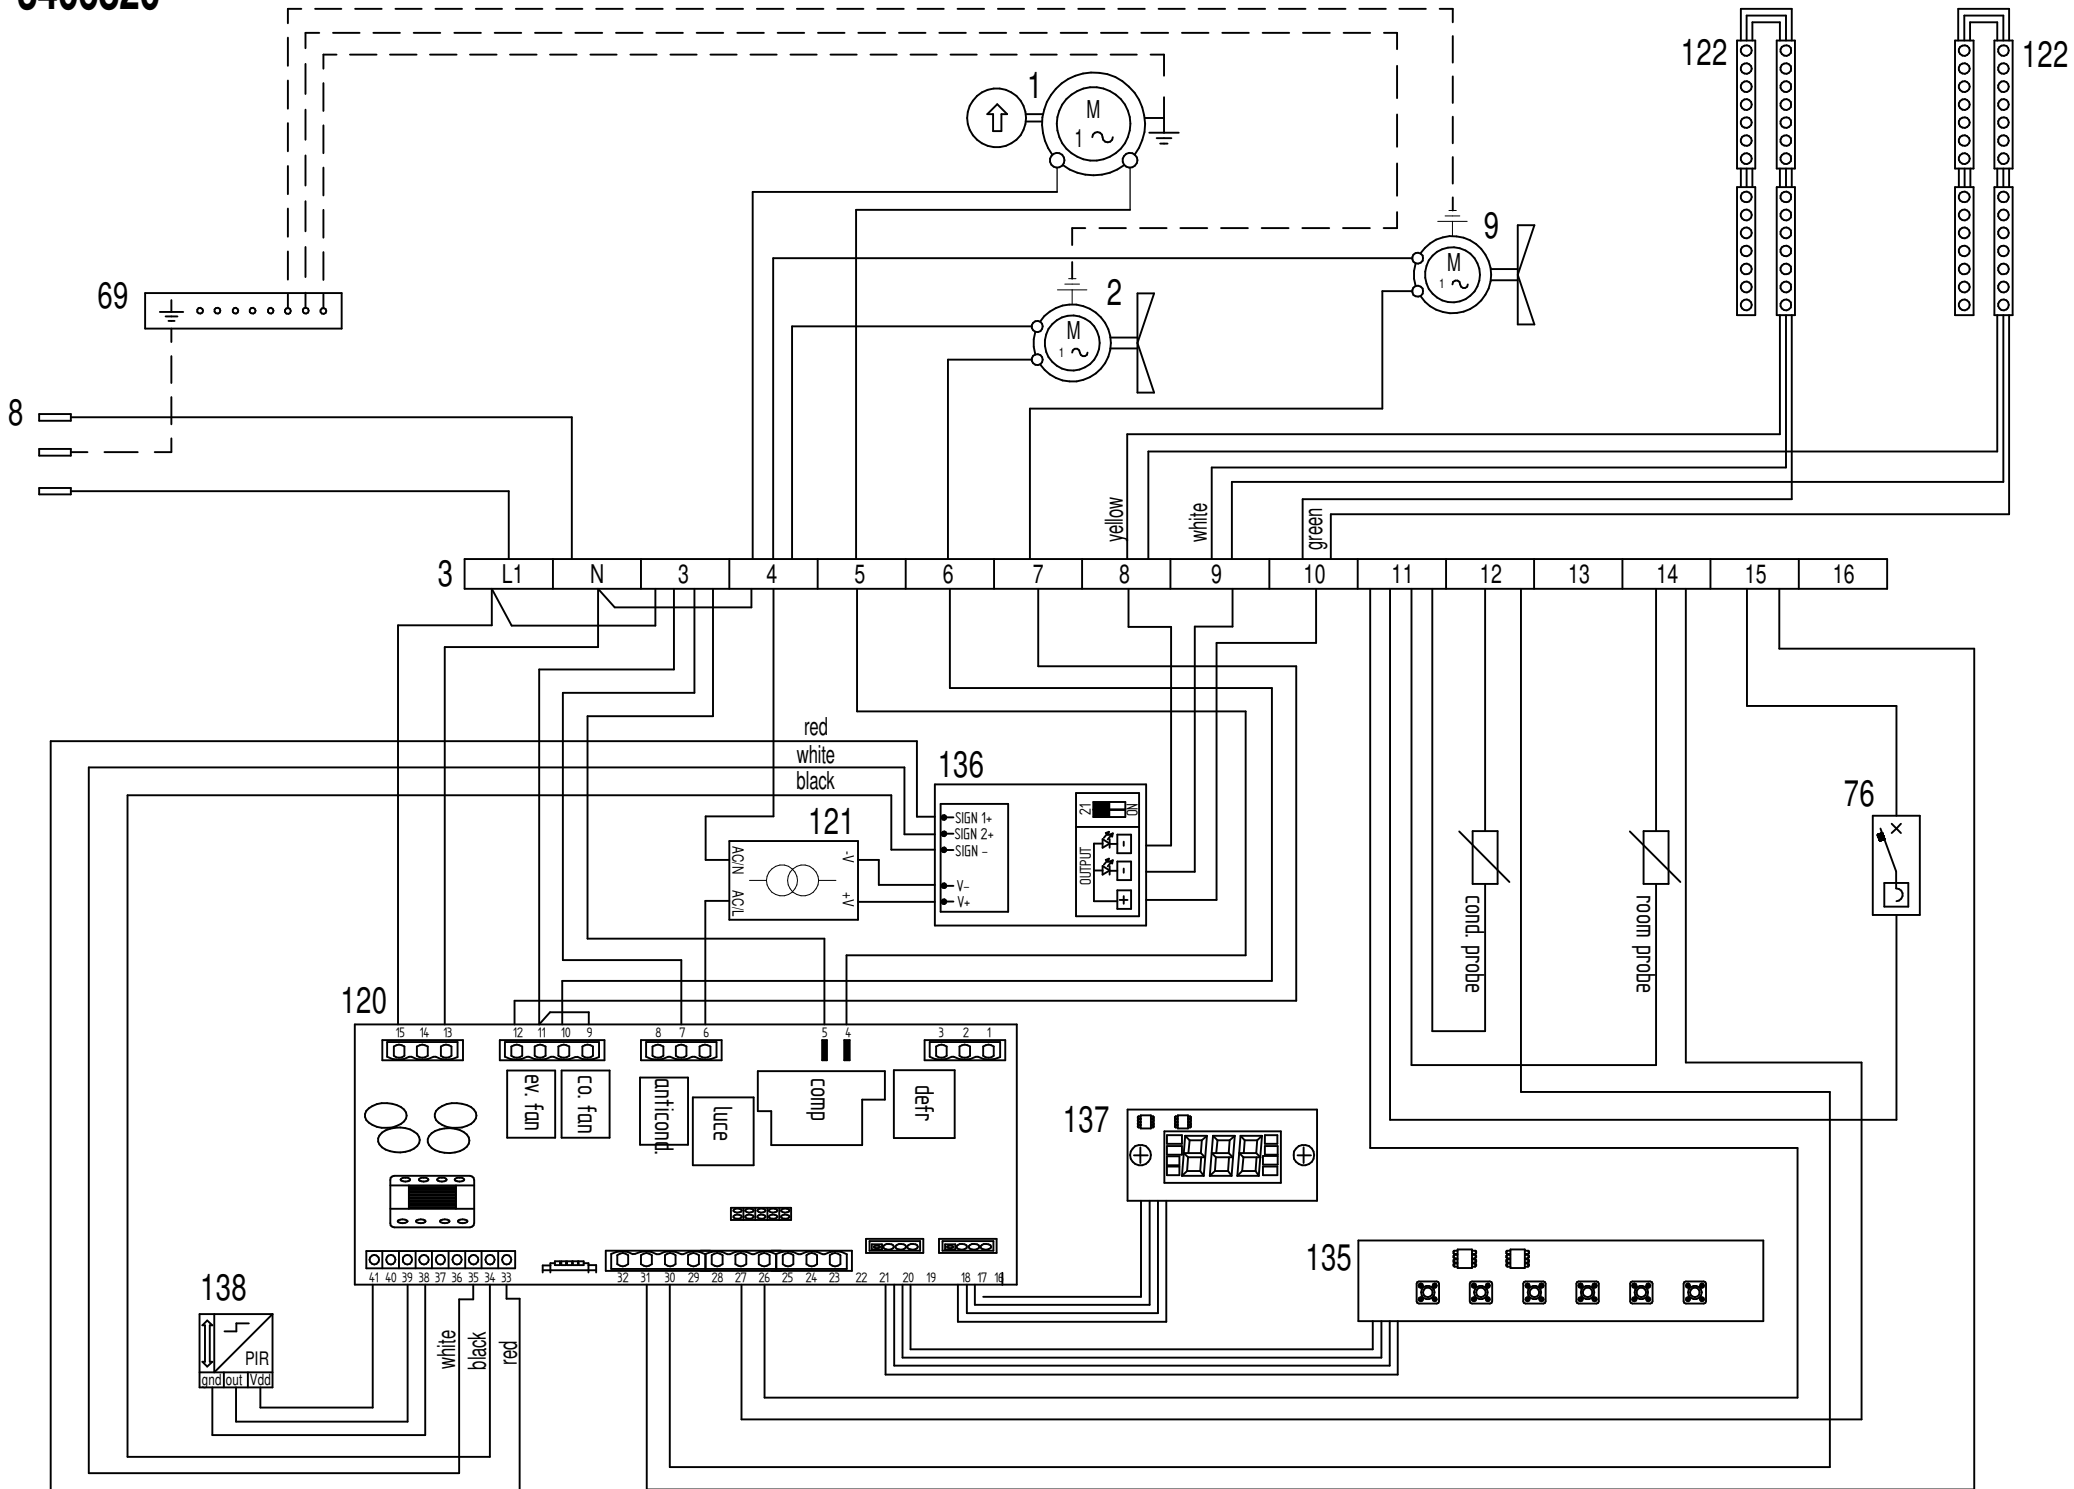 122
122
1
M
1
9
M
1
69
2
M
1
8
yellow
white
green
3
L1 N 3 4 5 6 7 8 9 10 11 12 13 14 15 16
red
white
black
136
76
121
SIGN 1+
SIGN 2+
SIGN -
V-
V+
21
ON
OUTPUT
-
-
+
AC/N
AC/L
-V
+V
cond. probe
room probe
120
15 14 13 12 11 10 9 8 7 6 5 4 3 2 1
ev. fan
co. fan
anticond.
luce
comp
defr
137
135
41 40 39 38 37 36 35 34 33 32 31 30 29 28 27 26 25 24 23 22 21 20 19 18 17 16
138
PIR
gnd out Vdd
white
black
red